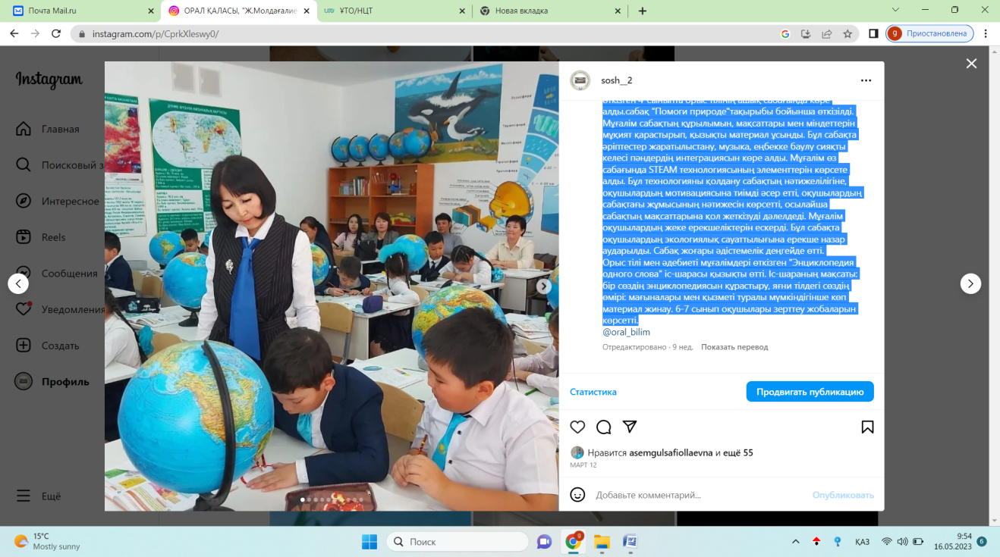 Почта Mail.ru
ОРАЛ ҚАЛАСЫ, "Ж.Молдағалие
ҰТО/НЦТ
Новая вкладка
instagram.com/p/CprkXleswy0/
Приостановлена
Instagram
Главная
Поисковый з
Интересное
Reels
Сообщения
Уведомления
Создать
Профиль
Ещё
sosh__2
алды.сабақ "Помоги природе"тақырыбы бойынша өткізілді.
Мұғалім сабақтың құрылымын, мақсаттары мен міндеттерін
мұқият қарастырып, қызықты материал ұсынды. Бұл сабақта
әріптестер жаратылыстану, музыка, еңбекке баулу сияқты
келесі пәндердің интеграциясын көре алды. Мұғалім өз
сабағында STEAM технологиясының элементтерін көрсете
алды. Бұл технологияны қолдану сабақтың нәтижелілігіне,
оқушылардың мотивациясына тиімді әсер етті, оқушылардың
сабақтағы жұмысының нәтижесін көрсетті, осылайша
сабақтың мақсаттарына қол жеткізуді дәлелдеді. Мұғалім
оқушылардың жеке ерекшеліктерін ескерді. Бұл сабақта
оқушылардың экологиялық сауаттылығына ерекше назар
аударылды. Сабақ жоғары әдістемелік деңгейде өтті.
Орыс тілі мен әдебиеті мұғалімдері өткізген "Энциклопедия
одного слова" іс-шарасы қызықты өтті. Іс-шараның мақсаты:
бір сөздің энциклопедиясын құрастыру, яғни тілдегі сөздің
өмірі: мағыналары мен қызметі туралы мүмкіндігінше көп
материал жинау. 6-7 сынып оқушылары зерттеу жобаларын
көрсетті.
@oral_bilim
Отредактировано · 9 нед. Показать перевод
Статистика
Продвигать публикацию
Нравится asemgulsafiollaevna и ещё 55
МАРТ 12
Добавьте комментарий...
Опубликовать
15°C
Mostly sunny
Поиск
ҚАЗ
9:54
16.05.2023